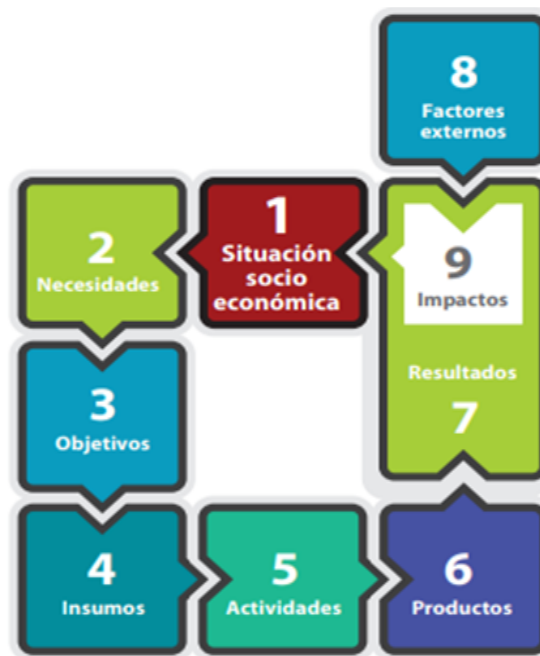 8
Factores
externos
1
Situación
socio
económica
2
Necesidades
9
Impactos
Resultados
7
3
Objetivos
4
Insumos
5
Actividades
6
Productos